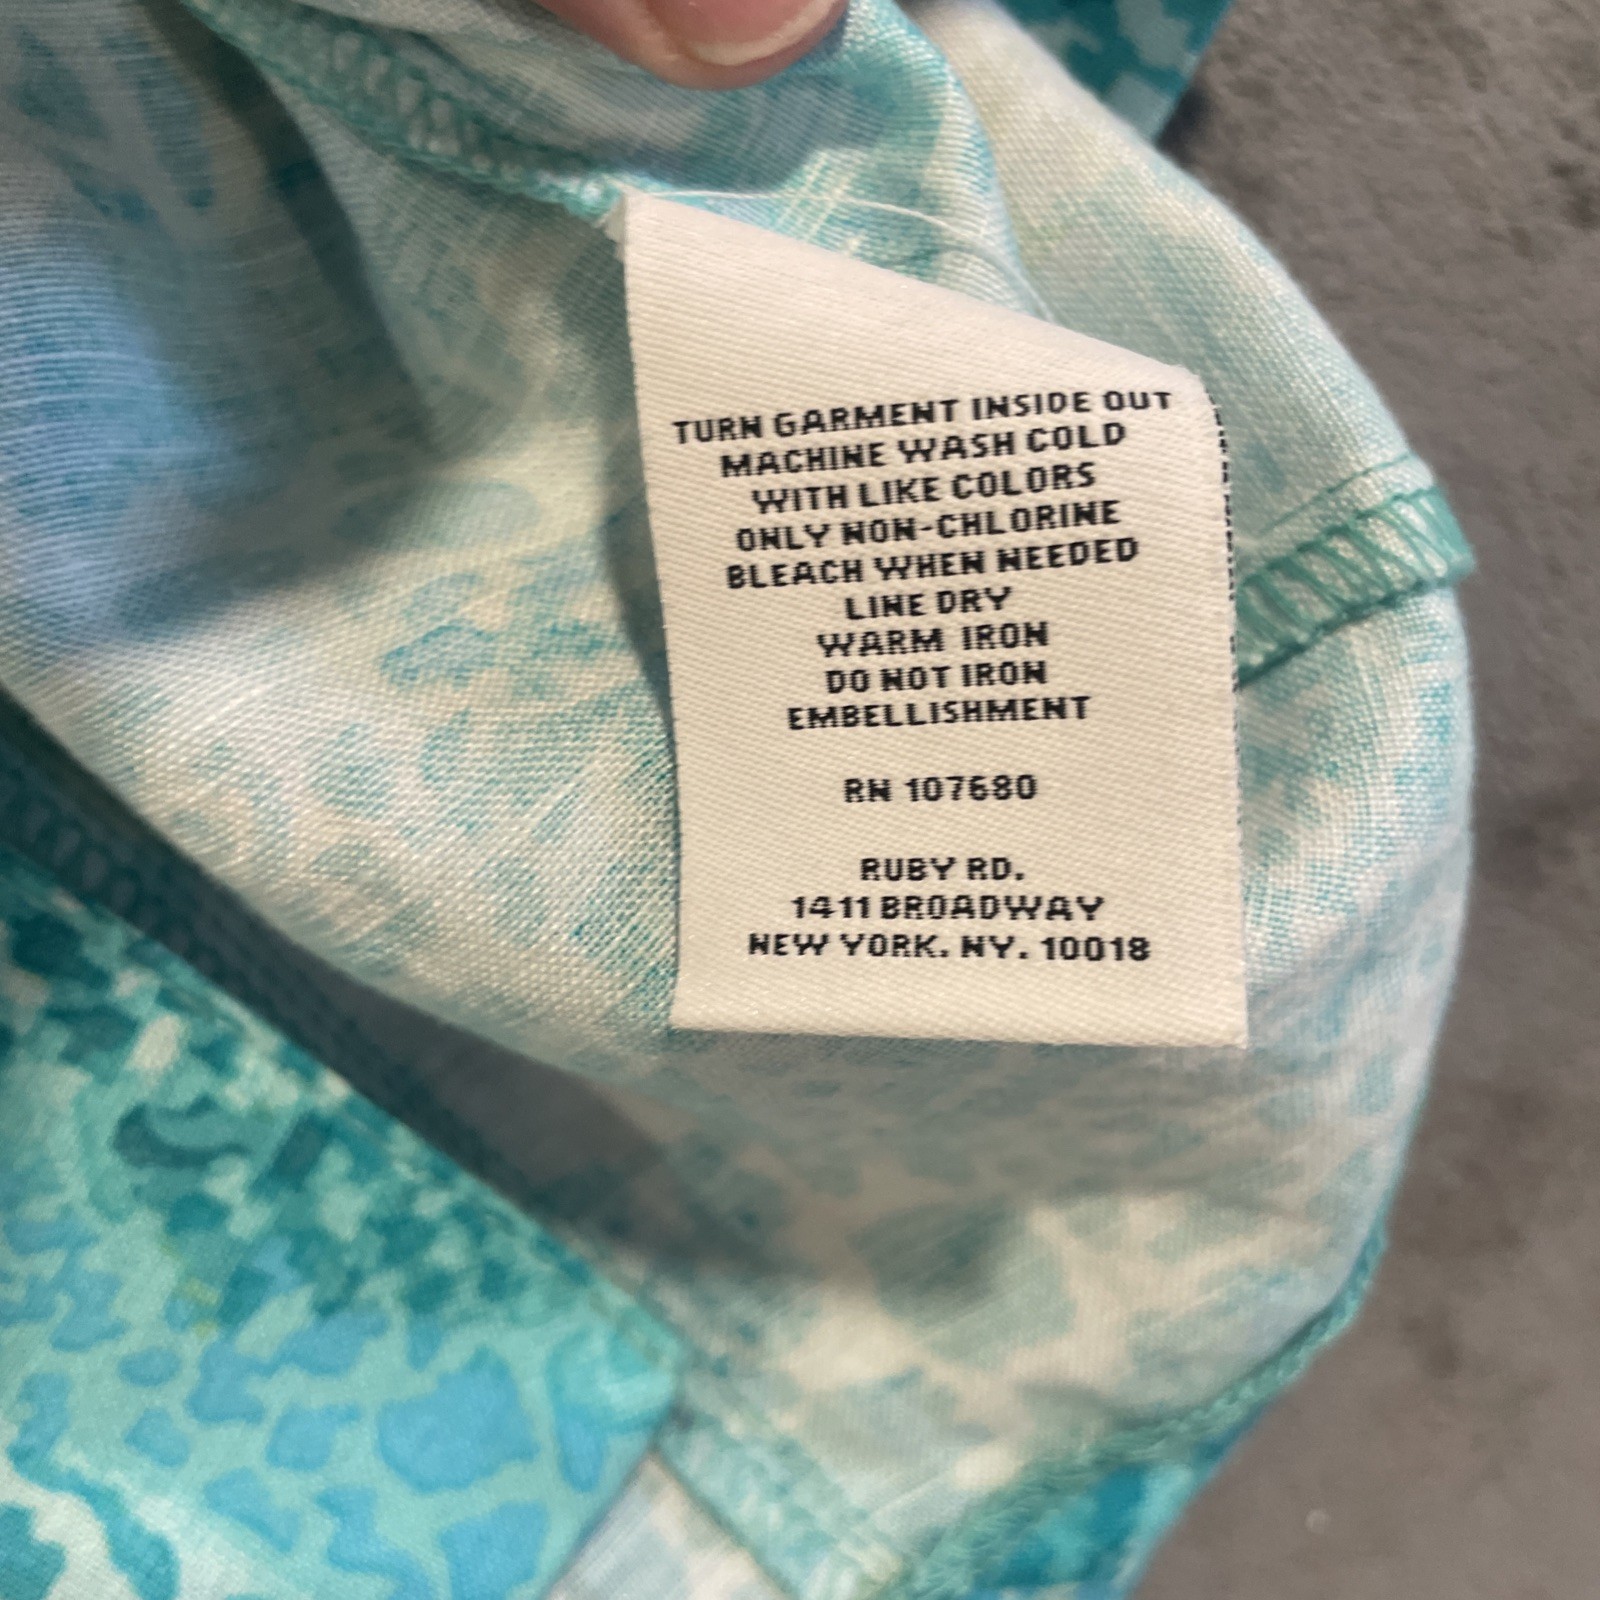 TURN GARMENT INSIDE OUT
MACHINE WASH COLD
WITH LIKE COLORS
ONLY NON-CHLORINE
BLEACH WHEN NEEDED
LINE DRY
WARM IRON
DO NOT IRON
EMBELLISHMENT
RN 107680
RUBY RD.
1411 BROADWAY
NEW YORK. NY. 10018